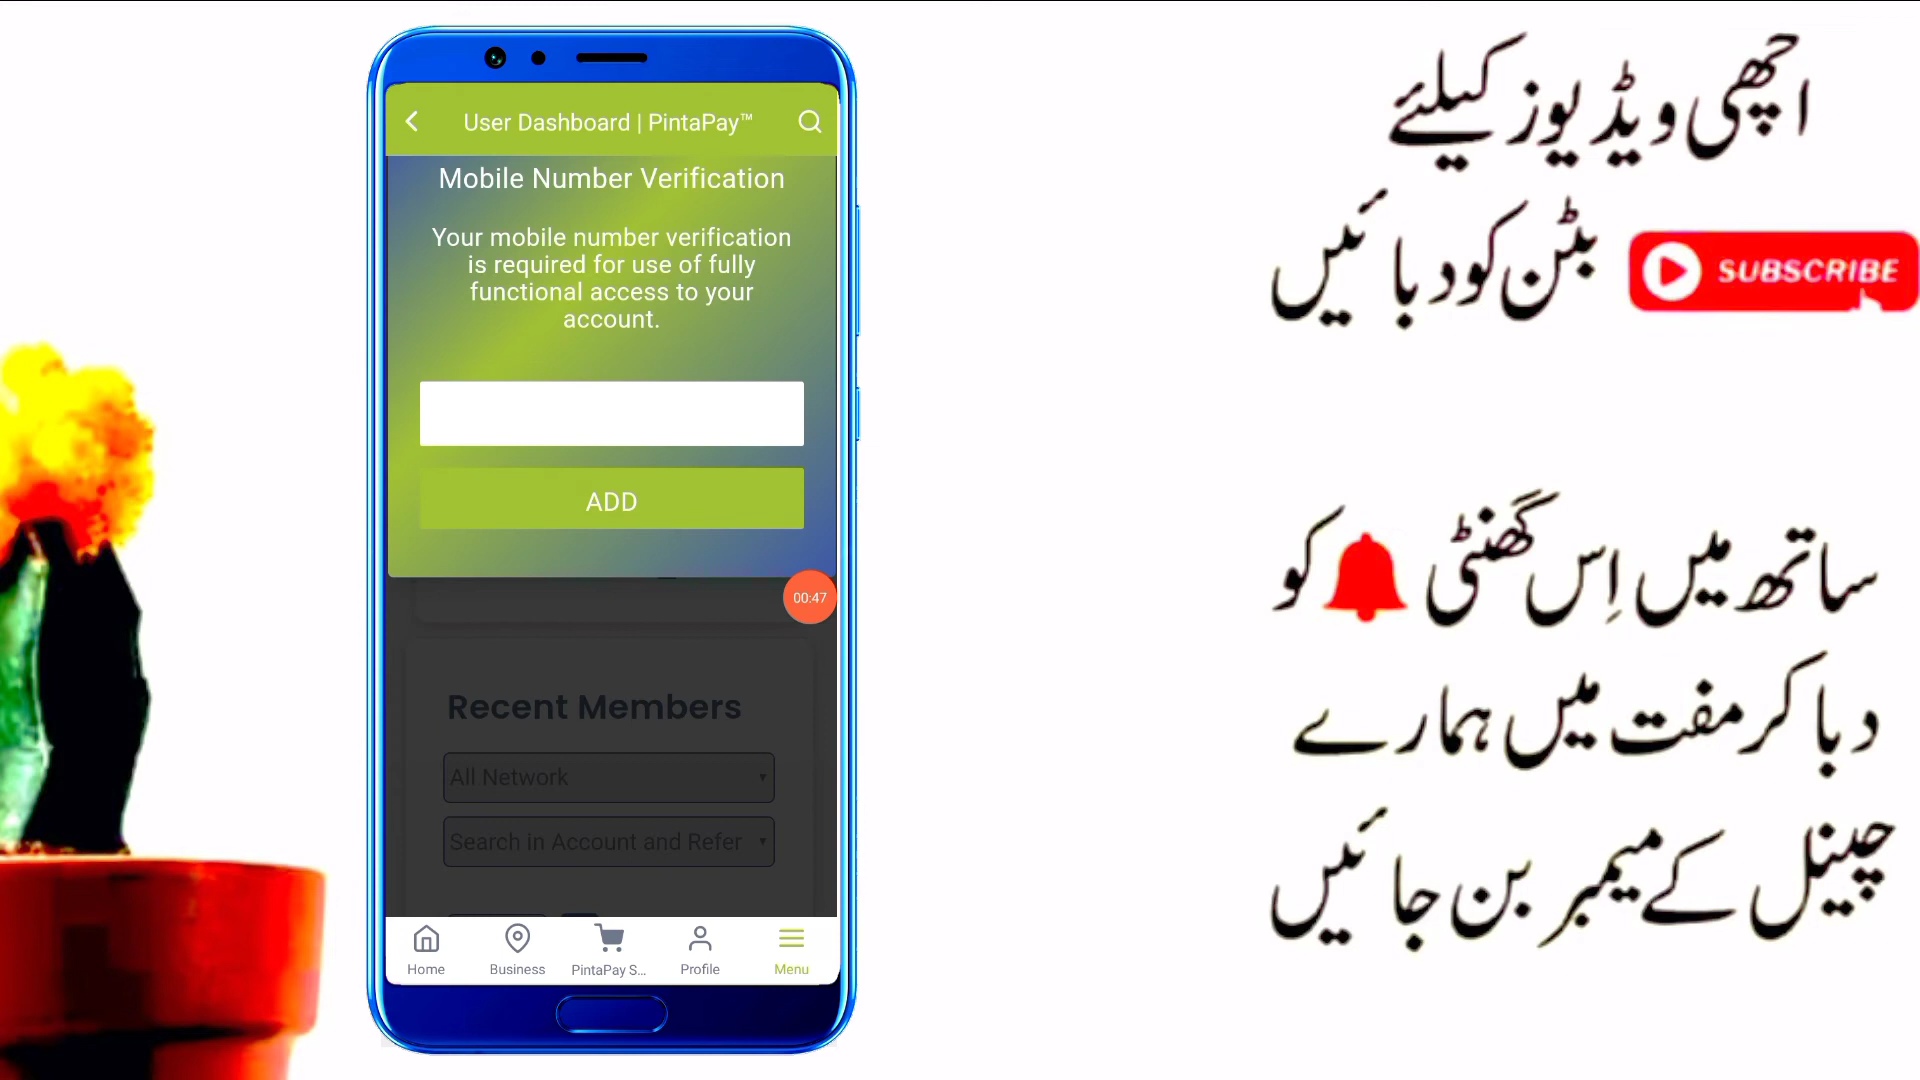 User Dashboard | PintaPay™
Mobile Number Verification
Your mobile number verification
is required for use of fully
functional access to your
account.
ADD
00:47
Recent Members
All Network
Search in Account and Refer
Home
Business
PintaPay S...
Profile
Menu
اچھی ویڈیوز کیلئے
SUBSCRIBE بٹن کو دبائیں
ساتھ میں اِس گھنٹی کو
دبا کر مفت میں ہمارے
چینل کے میمبر بن جائیں